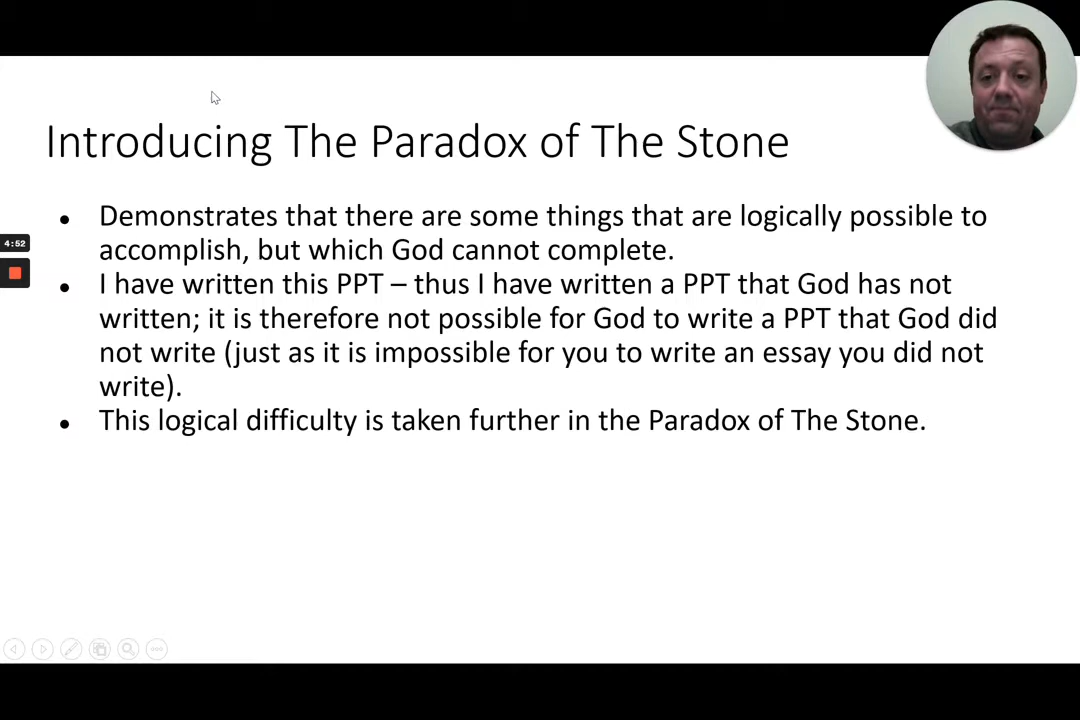 Introducing The Paradox of The Stone
Demonstrates that there are some things that are logically possible to
accomplish, but which God cannot complete.
4:52
I have written this PPT – thus I have written a PPT that God has not
written; it is therefore not possible for God to write a PPT that God did
not write (just as it is impossible for you to write an essay you did not
write).
This logical difficulty is taken further in the Paradox of The Stone.